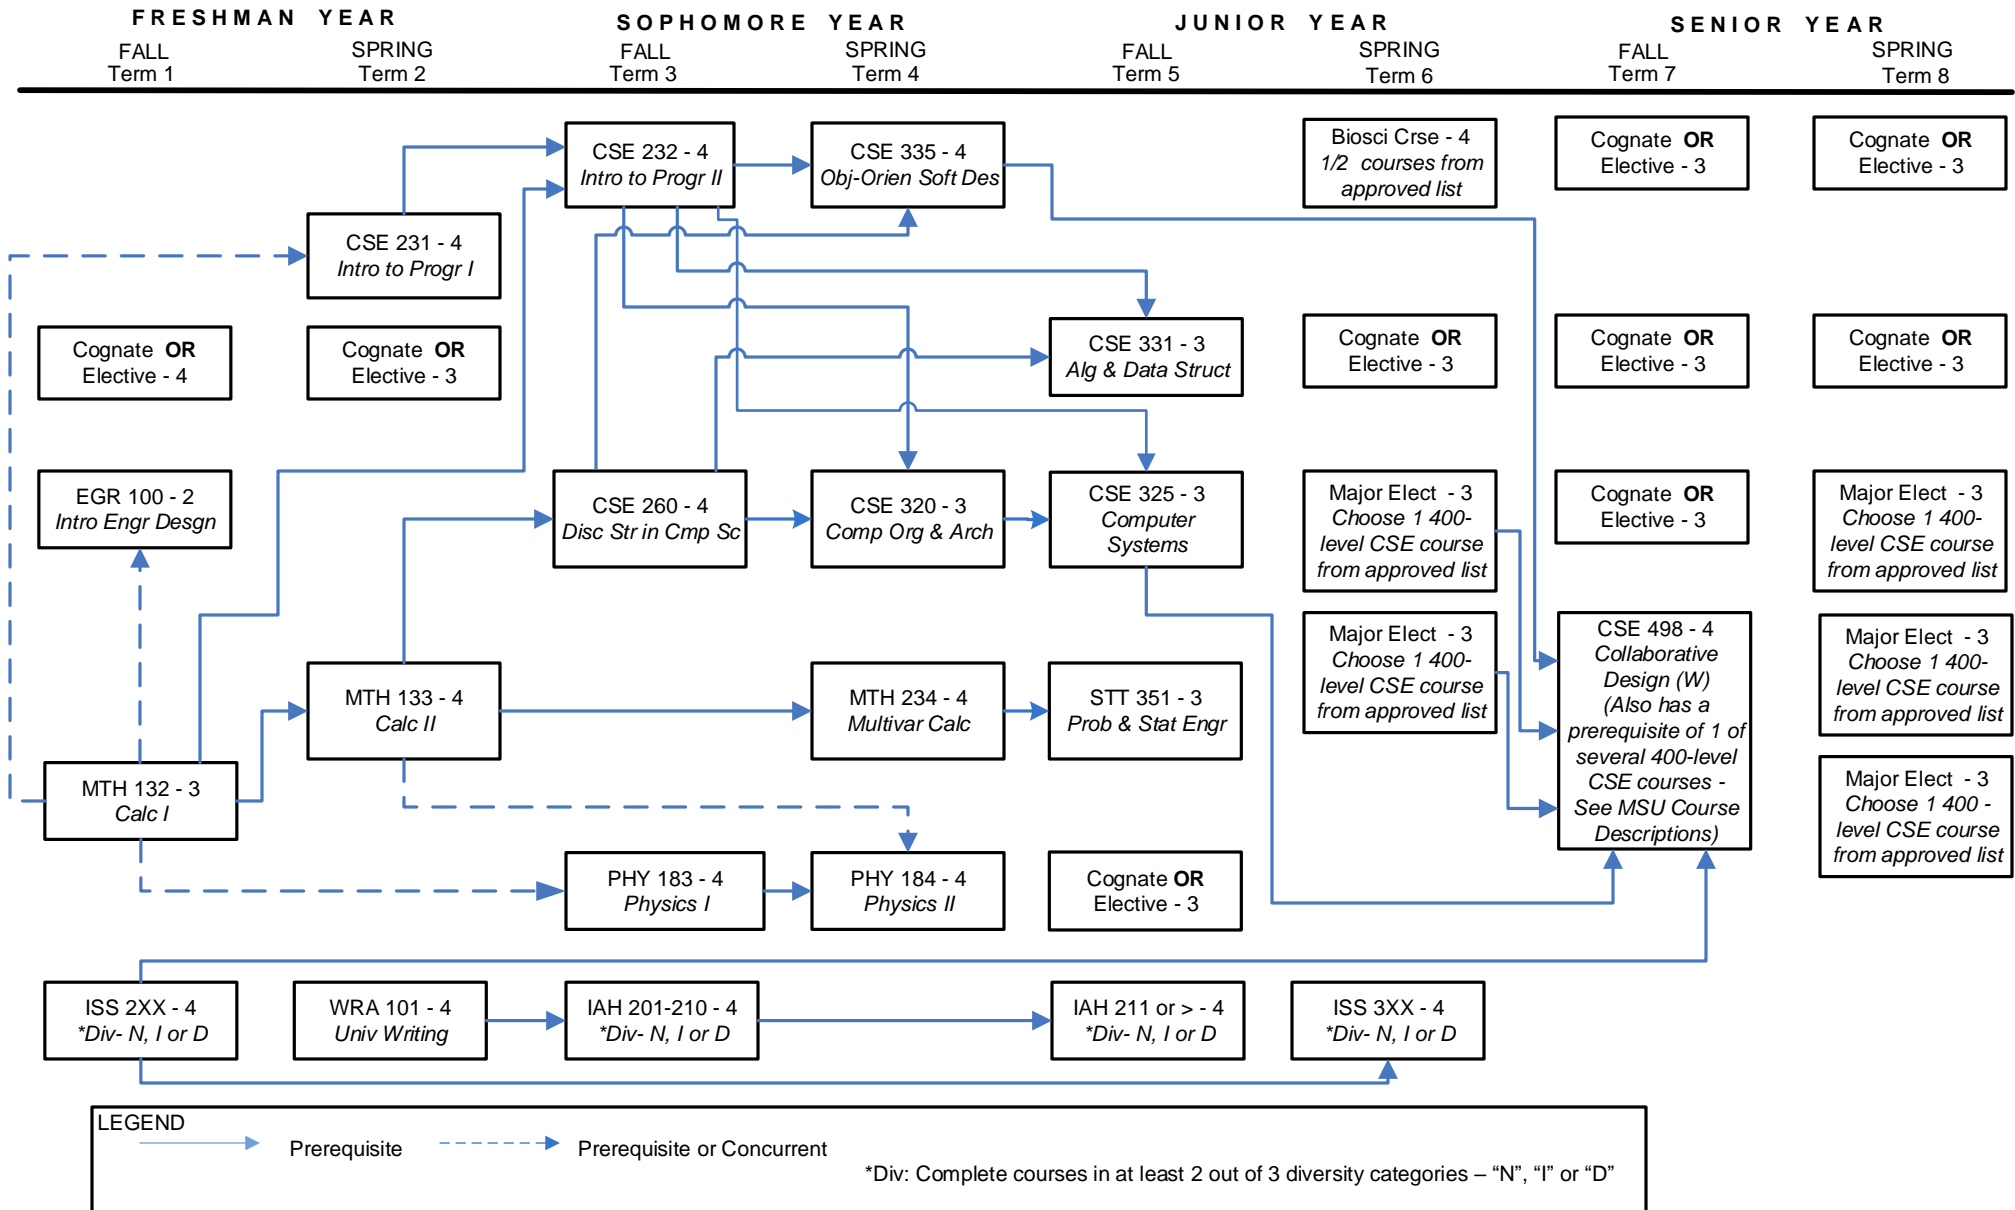 FRESHMAN YEAR
SOPHOMORE YEAR
JUNIOR YEAR
SENIOR YEAR
FALL
Term 1
SPRING
Term 2
FALL
Term 3
SPRING
Term 4
FALL
Term 5
SPRING
Term 6
FALL
Term 7
SPRING
Term 8
CSE 232 - 4
Intro to Progr II
CSE 335 - 4
Obj-Orien Soft Des
Biosci Crse - 4
1/2 courses from
approved list
Cognate OR
Elective - 3
Cognate OR
Elective - 3
CSE 231 - 4
Intro to Progr I
Cognate OR
Elective - 4
Cognate OR
Elective - 3
CSE 331 - 3
Alg & Data Struct
Cognate OR
Elective - 3
Cognate OR
Elective - 3
Cognate OR
Elective - 3
EGR 100 - 2
Intro Engr Desgn
CSE 260 - 4
Disc Str in Cmp Sc
CSE 320 - 3
Comp Org & Arch
CSE 325 - 3
Computer
Systems
Major Elect - 3
Choose 1 400-
level CSE course
from approved list
Cognate OR
Elective - 3
Major Elect - 3
Choose 1 400-
level CSE course
from approved list
MTH 133 - 4
Calc II
MTH 234 - 4
Multivar Calc
STT 351 - 3
Prob & Stat Engr
Major Elect - 3
Choose 1 400-
level CSE course
from approved list
CSE 498 - 4
Collaborative
Design (W)
(Also has a
prerequisite of 1 of
several 400-level
CSE courses -
See MSU Course
Descriptions)
Major Elect - 3
Choose 1 400-
level CSE course
from approved list
MTH 132 - 3
Calc I
Major Elect - 3
Choose 1 400 -
level CSE course
from approved list
PHY 183 - 4
Physics I
PHY 184 - 4
Physics II
Cognate OR
Elective - 3
ISS 2XX - 4
*Div- N, I or D
WRA 101 - 4
Univ Writing
IAH 201-210 - 4
*Div- N, I or D
IAH 211 or > - 4
*Div- N, I or D
ISS 3XX - 4
*Div- N, I or D
LEGEND
Prerequisite
Prerequisite or Concurrent
*Div: Complete courses in at least 2 out of 3 diversity categories – “N”, “I” or “D”